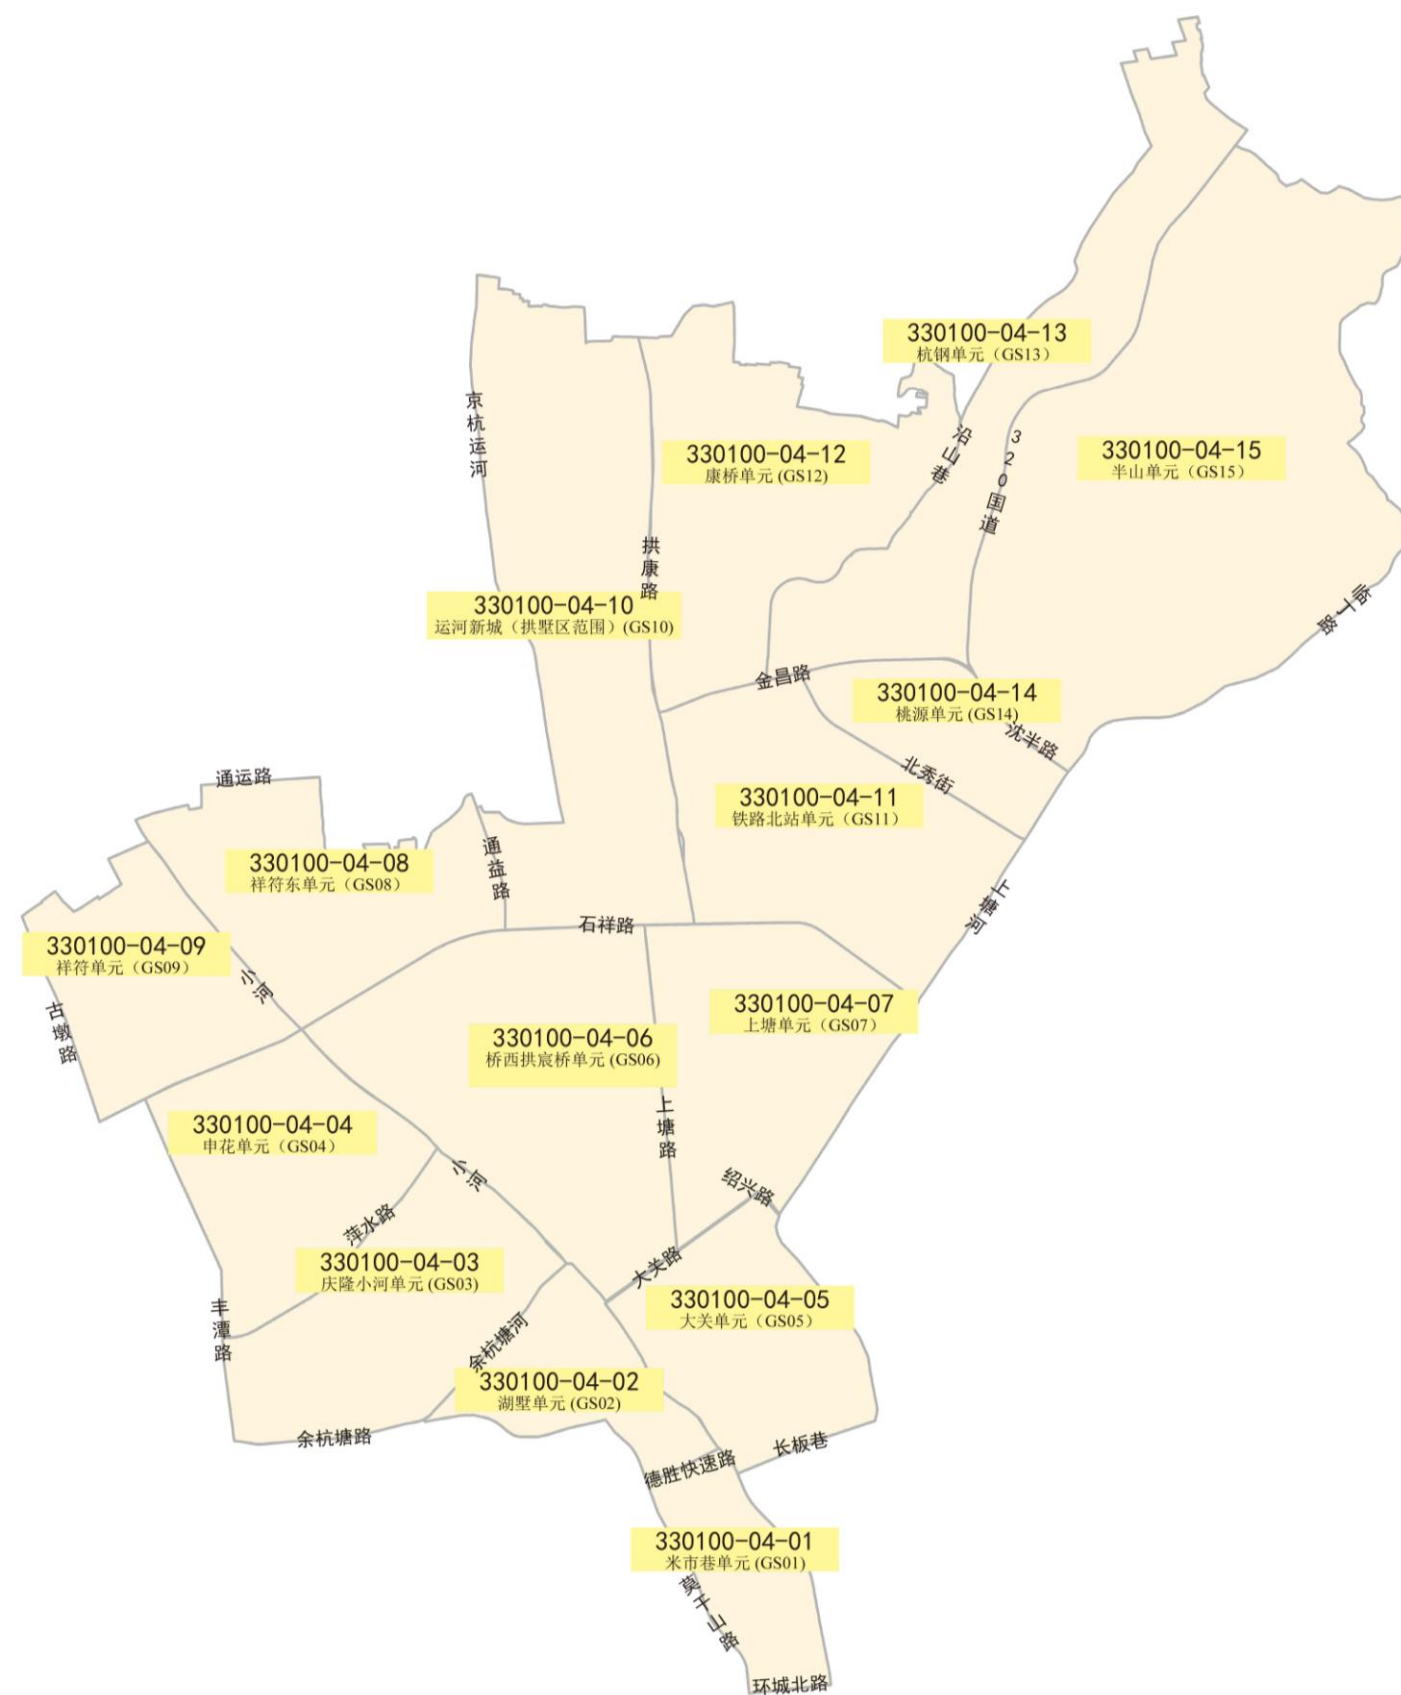 330100-04-13
杭钢单元（GS13）
京杭运河
沿山巷
320国道
330100-04-12
康桥单元 (GS12)
330100-04-15
半山单元（GS15）
拱康路
330100-04-10
运河新城（拱墅区范围）(GS10)
临丁路
金昌路
330100-04-14
桃源单元 (GS14)
沈半路
北秀街
通运路
330100-04-11
铁路北站单元（GS11）
330100-04-08
祥符东单元（GS08）
通益路
上塘河
石祥路
330100-04-09
祥符单元（GS09）
小河
古墩路
330100-04-07
上塘单元（GS07）
330100-04-06
桥西拱宸桥单元 (GS06)
330100-04-04
申花单元（GS04）
上塘路
小河
绍兴路
萍水路
330100-04-03
庆隆小河单元 (GS03)
大关路
330100-04-05
大关单元（GS05）
丰潭路
余杭塘河
330100-04-02
湖墅单元 (GS02)
余杭塘路
长板巷
德胜快速路
330100-04-01
米市巷单元 (GS01)
莫干山路
环城北路